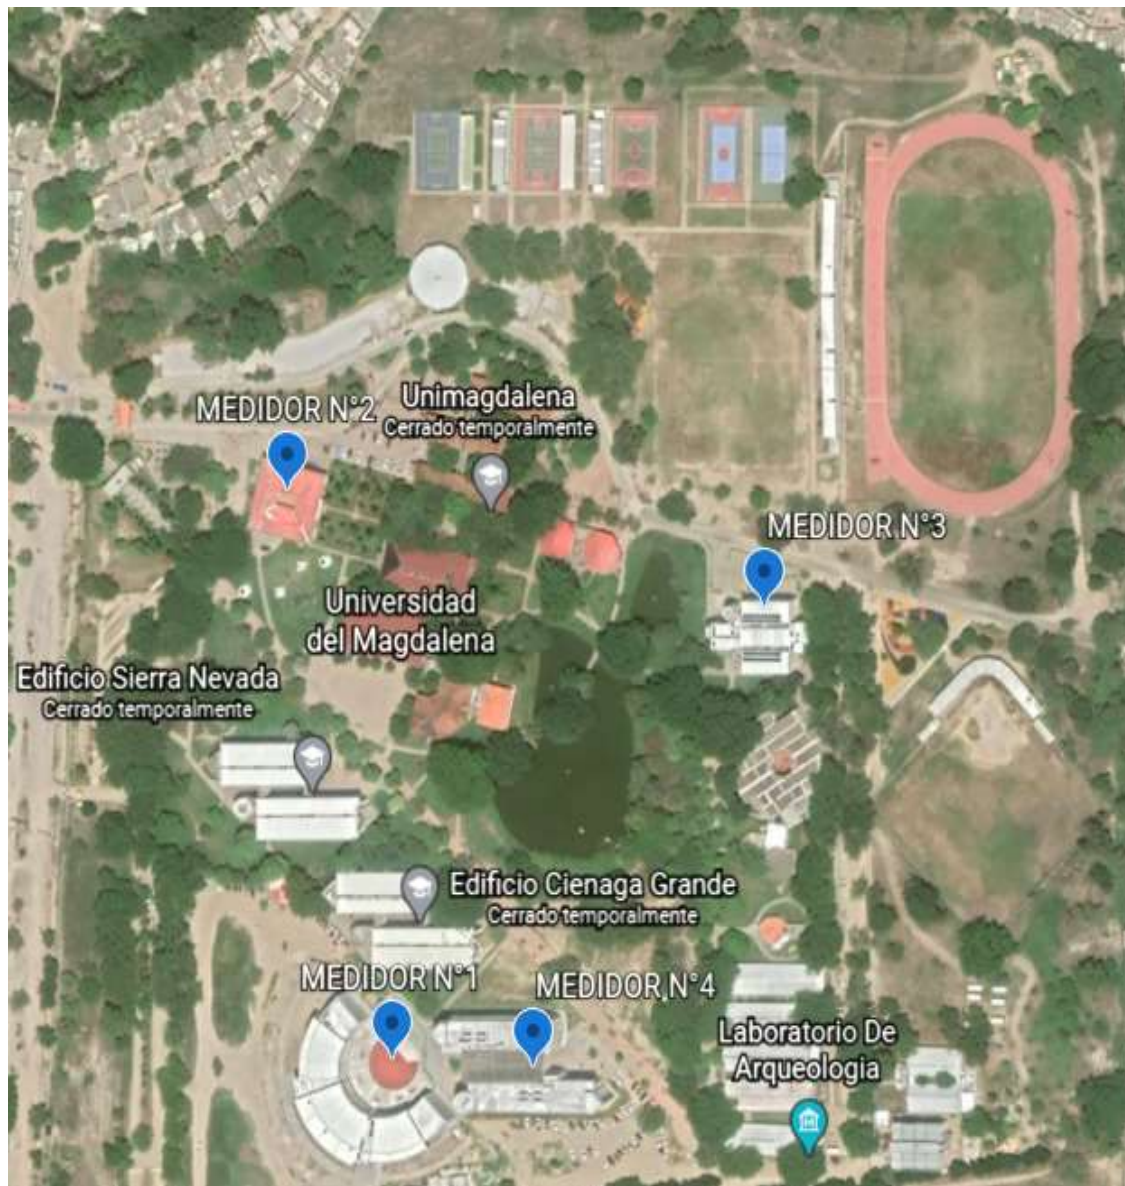 Unimagdalena
Cerrado temporalmente
MEDIDOR N°2
MEDIDOR N°3
Universidad
del Magdalena
Edificio Sierra Nevada
Cerrado temporalmente
Edificio Cienaga Grande
Cerrado temporalmente
MEDIDOR N°1
MEDIDOR N°4
Laboratorio De
Arqueologia